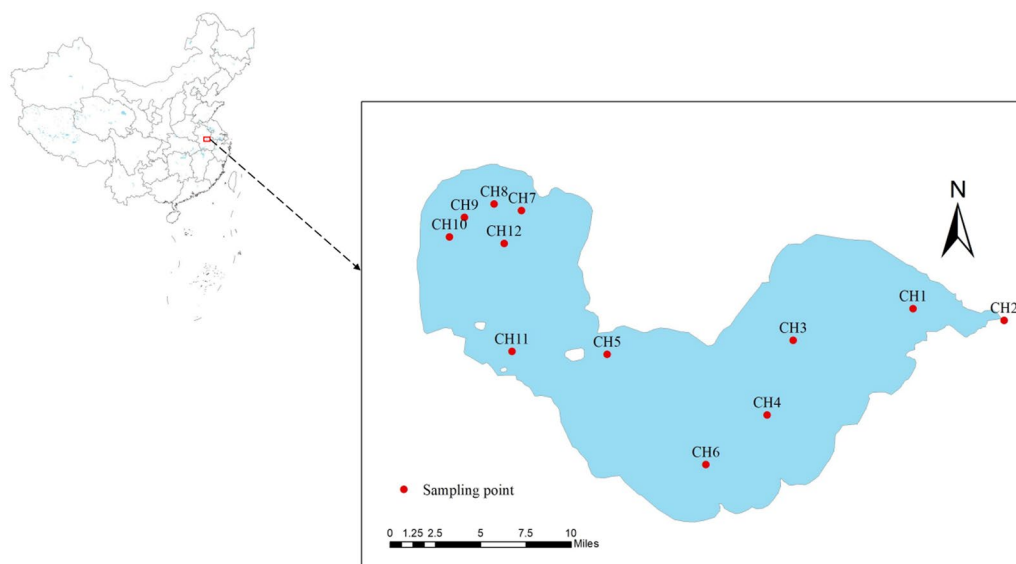 N
CH8
CH7
CH9
CH10
CH12
CH1
CH2
CH3
CH11
CH5
CH4
CH6
Sampling point
0 1.25 2.5 5 7.5 10
Miles